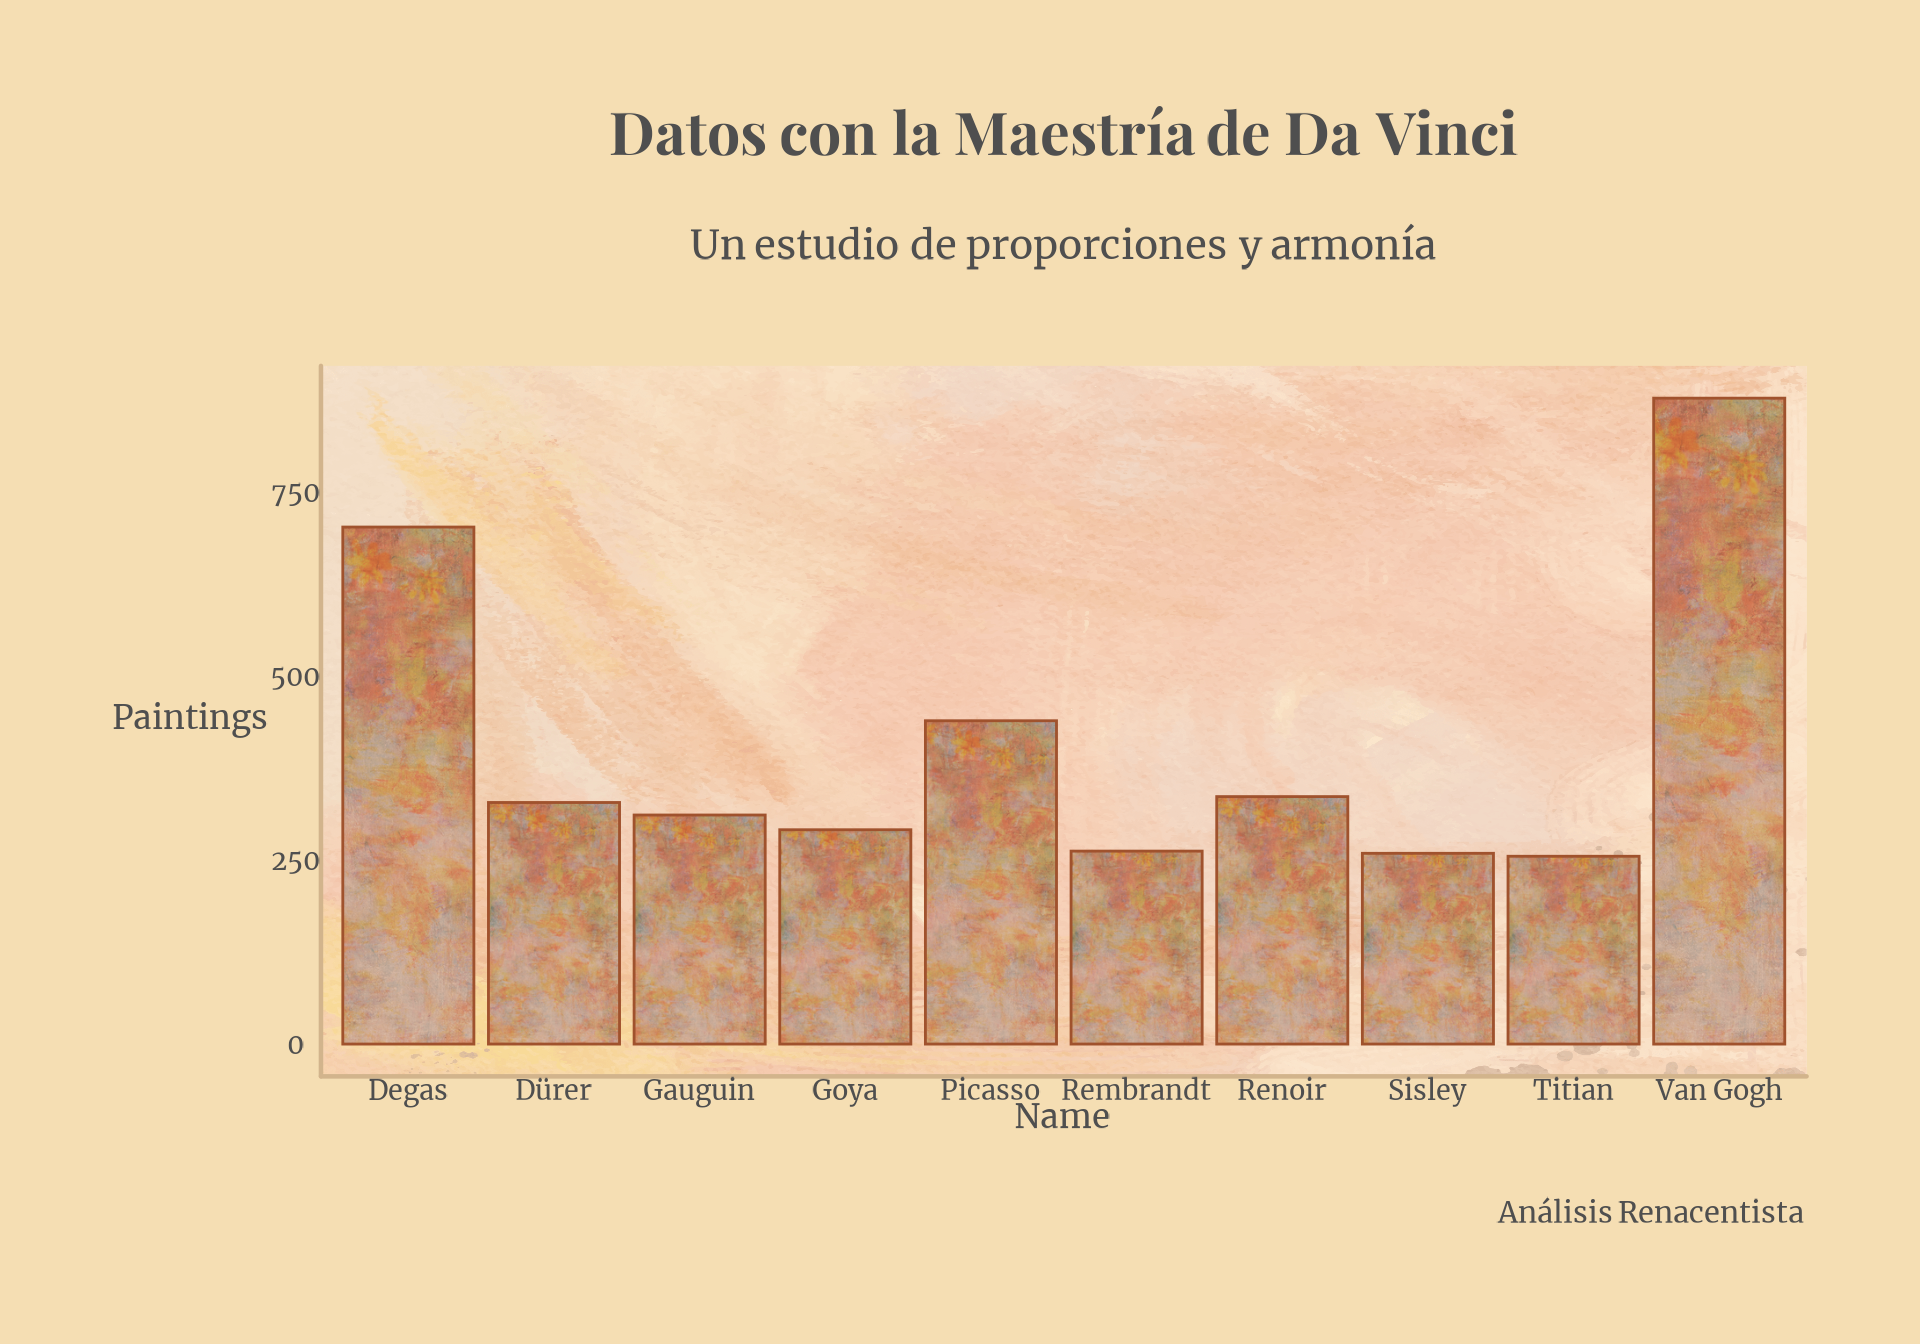 Datos con la Maestría de Da Vinci
Un estudio de proporciones y armonía
750
500
Paintings
250
0
Degas Dürer Gauguin Goya Picasso Rembrandt Renoir Sisley Titian Van Gogh
Name
Análisis Renacentista